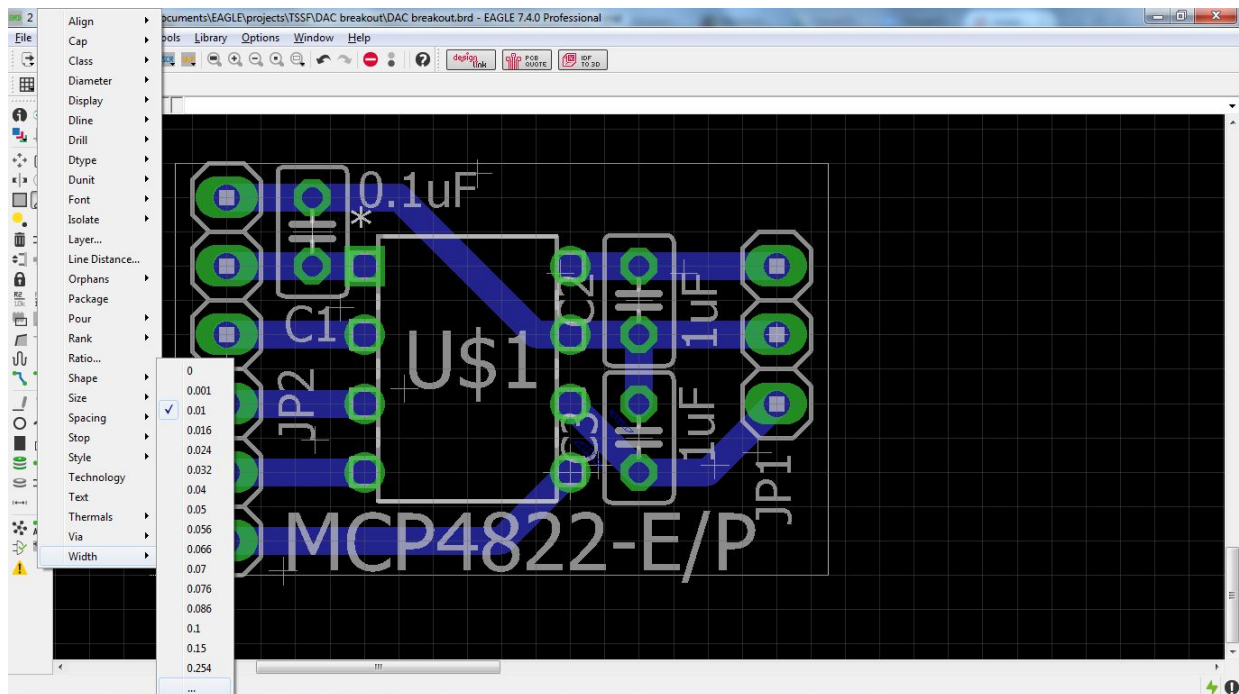 2
ocuments\EAGLE\projects\TSSF\DAC breakout\DAC breakout.brd - EAGLE 7.4.0 Professional
File
ools Library Options Window Help
design link
PCB QUOTE
IDF TO 3D
Align
Cap
Class
Diameter
Display
Dline
Drill
Dtype
Dunit
Font
Isolate
Layer...
Line Distance...
Orphans
Package
Pour
Rank
Ratio...
Shape
Size
Spacing
Stop
Style
Technology
Text
Thermals
Via
Width
0
0.001
0.01
0.016
0.024
0.032
0.04
0.05
0.056
0.066
0.07
0.076
0.086
0.1
0.15
0.254
...
0.1uF
*
C1
C2
1uF
U$1
JP2
C3
1uF
JP1
MCP4822-E/P